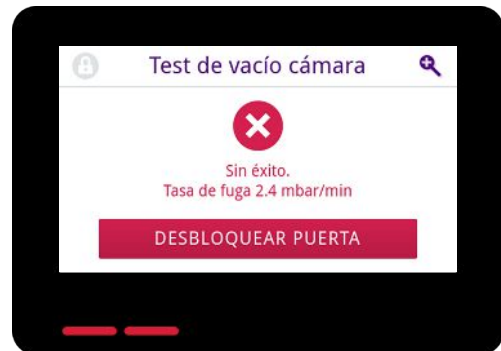 Test de vacío cámara
Sin éxito.
Tasa de fuga 2.4 mbar/min
DESBLOQUEAR PUERTA